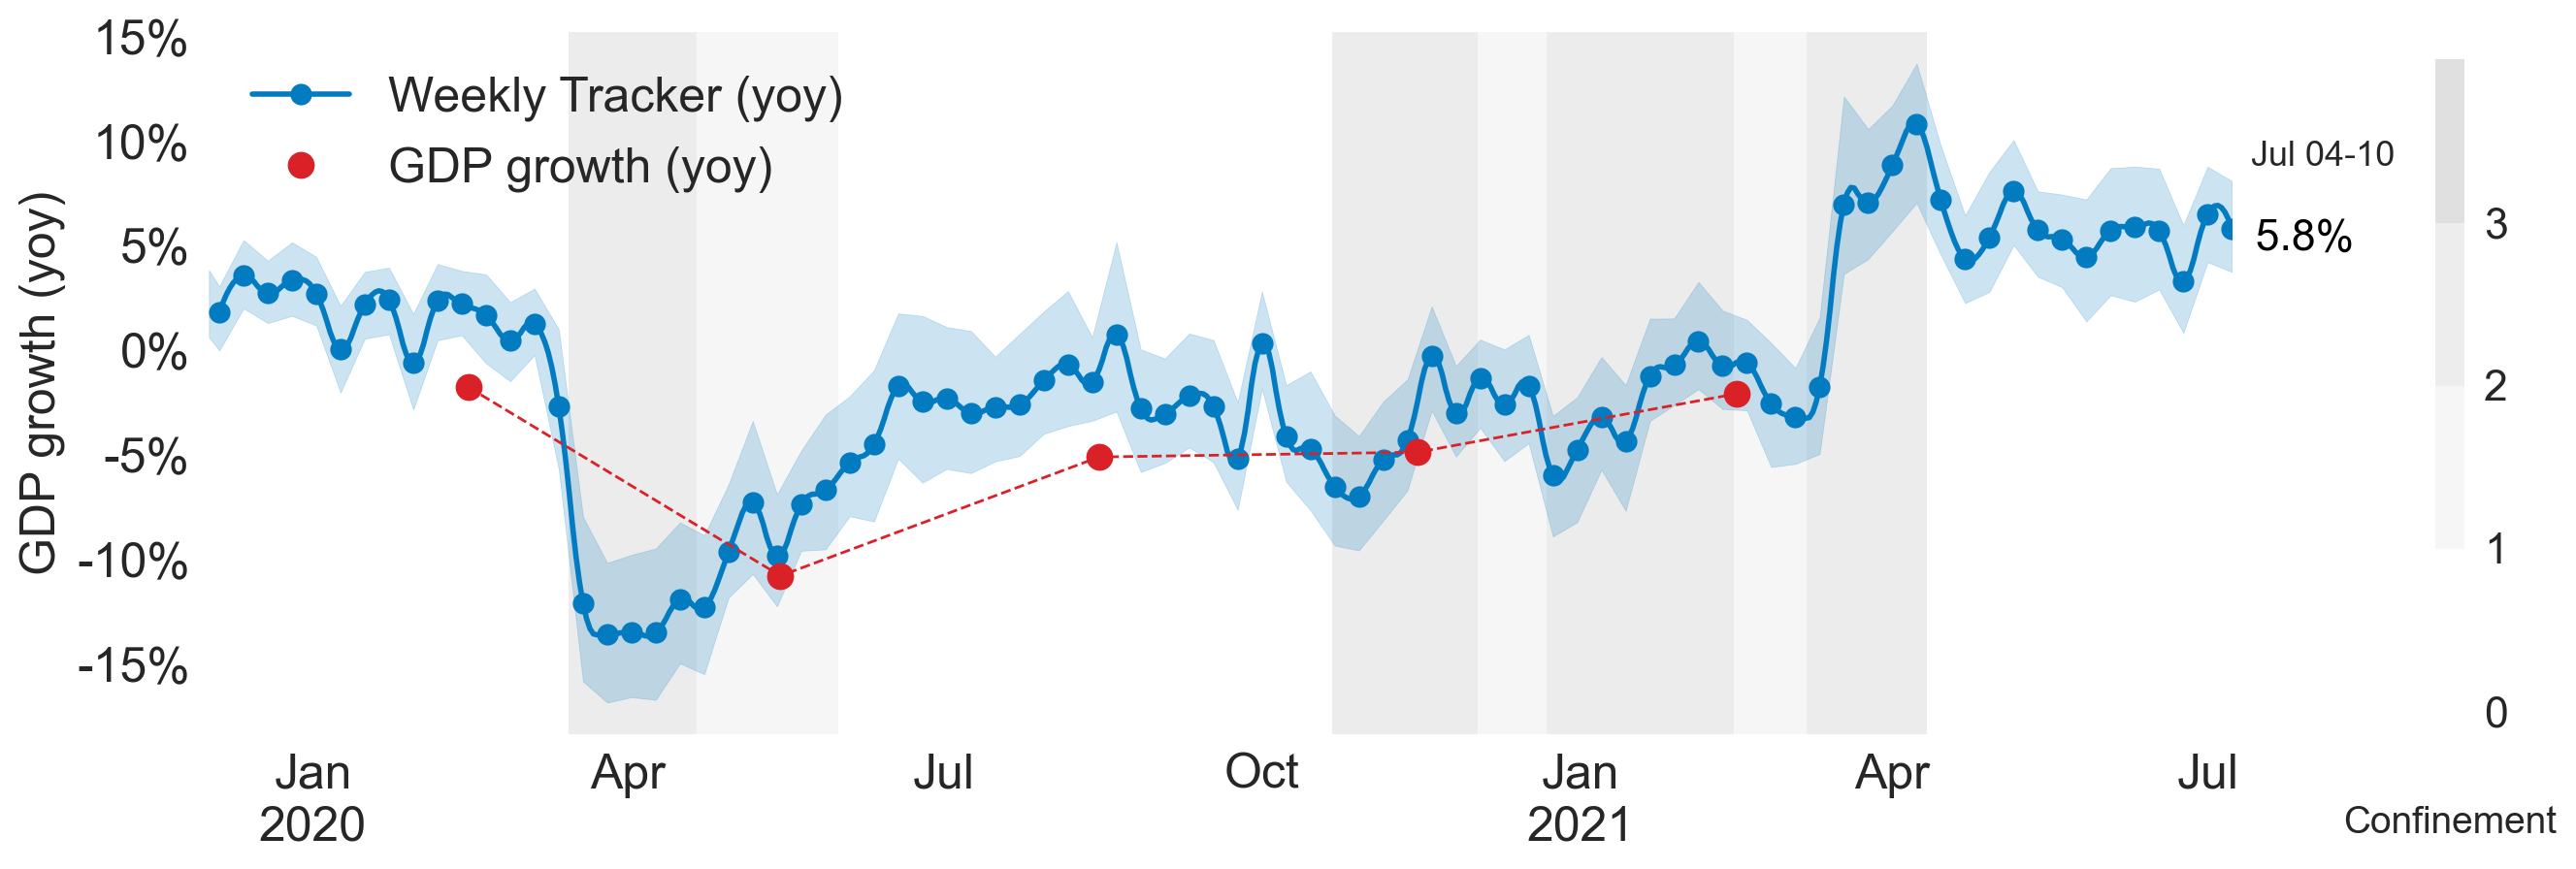 GDP growth (yoy)
15%
10%
5%
0%
-5%
-10%
-15%
Weekly Tracker (yoy)
GDP growth (yoy)
Jul 04-10
5.8%
3
2
1
0
Jan
2020
Apr
Jul
Oct
Jan
2021
Apr
Jul
Confinement